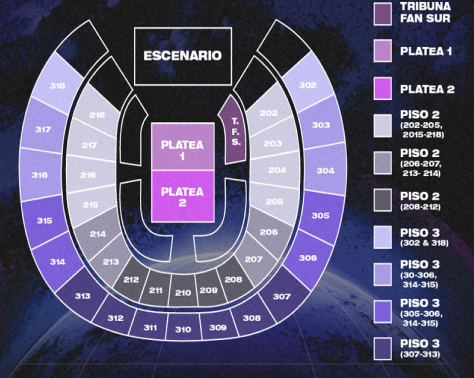 ESCENARIO
PLATEA
1
PLATEA
2
T.
F.
S.
318
317
316
315
314
313
312
311
310
309
308
307
306
305
304
303
302
218
217
216
215
214
213
212
211
210
209
208
207
206
205
204
203
202
TRIBUNA
FAN SUR
PLATEA 1
PLATEA 2
PISO 2
(202-205,
2015-218)
PISO 2
(206-207,
213- 214)
PISO 2
(208-212)
PISO 3
(302 & 318)
PISO 3
(30-306,
314-315)
PISO 3
(305-306,
314-315)
PISO 3
(307-313)